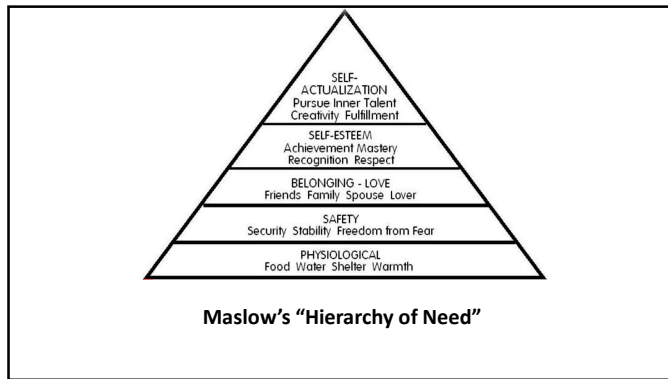 SELF-
ACTUALIZATION
Pursue Inner Talent
Creativity Fulfillment
SELF-ESTEEM
Achievement Mastery
Recognition Respect
BELONGING - LOVE
Friends Family Spouse Lover
SAFETY
Security Stability Freedom from Fear
PHYSIOLOGICAL
Food Water Shelter Warmth
Maslow’s “Hierarchy of Need”